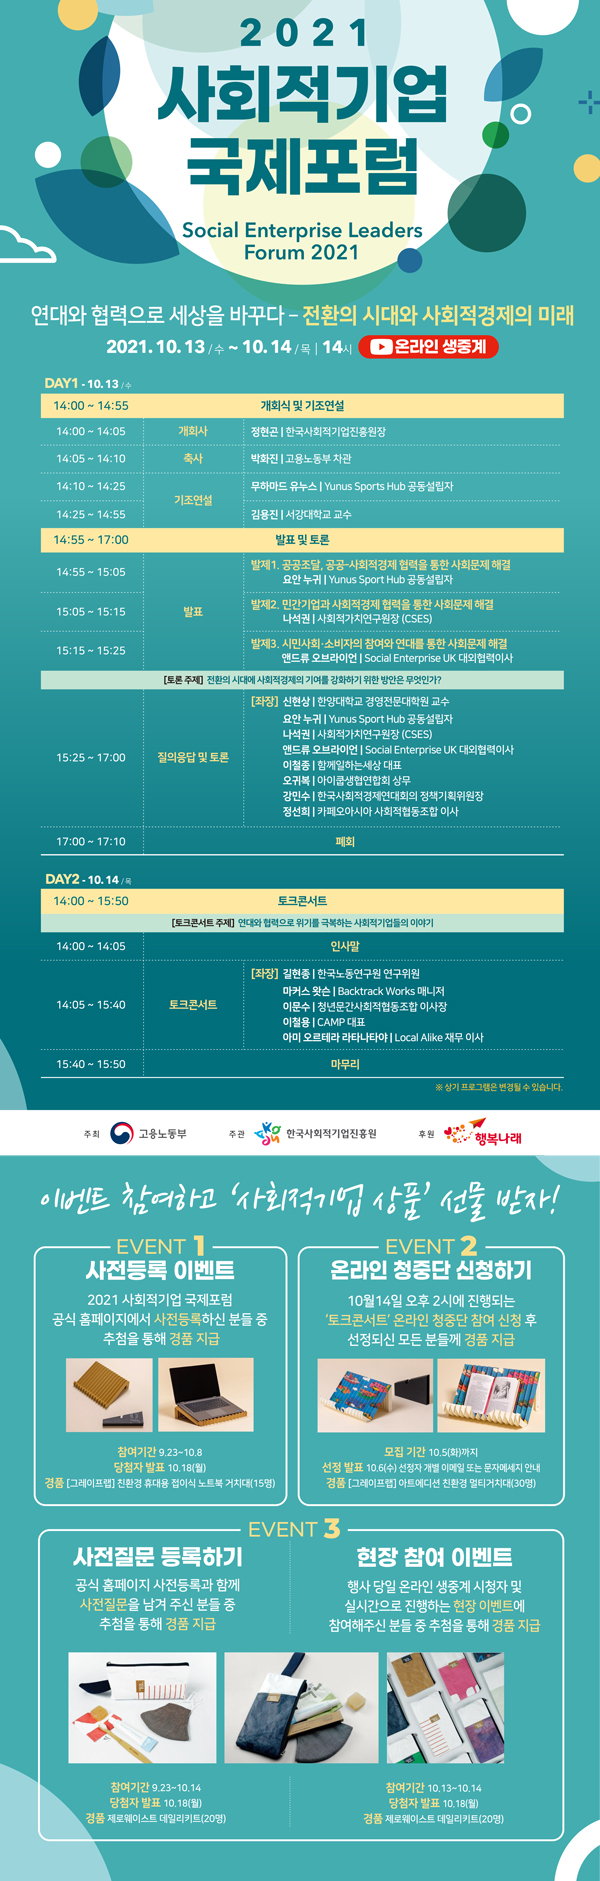 2021
사회적기업
국제포럼
Social Enterprise Leaders
Forum 2021
연대와 협력으로 세상을 바꾸다 – 전환의 시대와 사회적경제의 미래
2021. 10. 13 / 수 ~ 10. 14 / 목 | 14시 온라인 생중계
DAY1 - 10. 13 / 수
14:00 ~ 14:55 개회식 및 기조연설
14:00 ~ 14:05 개회사 정현곤 | 한국사회적기업진흥원장
14:05 ~ 14:10 축사 박화진 | 고용노동부 차관
14:10 ~ 14:25 기조연설 무하마드 유누스 | Yunus Sports Hub 공동설립자
14:25 ~ 14:55 김용진 | 서강대학교 교수
14:55 ~ 17:00 발표 및 토론
14:55 ~ 15:05 발표 발제1. 공공조달, 공공-사회적경제 협력을 통한 사회문제 해결
요안 누귀 | Yunus Sport Hub 공동설립자
15:05 ~ 15:15 발제2. 민간기업과 사회적경제 협력을 통한 사회문제 해결
나석권 | 사회적가치연구원장 (CSES)
15:15 ~ 15:25 발제3. 시민사회·소비자의 참여와 연대를 통한 사회문제 해결
앤드류 오브라이언 | Social Enterprise UK 대외협력이사
[토론 주제] 전환의 시대에 사회적경제의 기여를 강화하기 위한 방안은 무엇인가?
15:25 ~ 17:00 질의응답 및 토론
[좌장] 신현상 | 한양대학교 경영전문대학원 교수
요안 누귀 | Yunus Sport Hub 공동설립자
나석권 | 사회적가치연구원장 (CSES)
앤드류 오브라이언 | Social Enterprise UK 대외협력이사
이철종 | 함께일하는세상 대표
오귀복 | 아이쿱생협연합회 상무
강민수 | 한국사회적경제연대회의 정책기획위원장
정선희 | 카페오아시아 사회적협동조합 이사
17:00 ~ 17:10 폐회
DAY2 - 10. 14 / 목
14:00 ~ 15:50 토크콘서트
[토크콘서트 주제] 연대와 협력으로 위기를 극복하는 사회적기업들의 이야기
14:00 ~ 14:05 인사말
14:05 ~ 15:40 토크콘서트
[좌장] 길현종 | 한국노동연구원 연구위원
마커스 왓슨 | Backtrack Works 매니저
이문수 | 청년문간사회적협동조합 이사장
이철용 | CAMP 대표
아미 오르테라 라타나타야 | Local Alike 재무 이사
15:40 ~ 15:50 마무리
※ 상기 프로그램은 변경될 수 있습니다.
주최 고용노동부 주관 한국사회적기업진흥원 후원 행복나래
이벤트 참여하고 '사회적기업 상품' 선물 받자!
EVENT 1
사전등록 이벤트
2021 사회적기업 국제포럼
공식 홈페이지에서 사전등록하신 분들 중
추첨을 통해 경품 지급
참여기간 9.23~10.8
당첨자 발표 10.18(월)
경품 [그레이프랩] 친환경 휴대용 접이식 노트북 거치대(15명)
EVENT 2
온라인 청중단 신청하기
10월14일 오후 2시에 진행되는
'토크콘서트' 온라인 청중단 참여 신청 후
선정되신 모든 분들께 경품 지급
모집 기간 10.5(화)까지
선정 발표 10.6(수) 선정자 개별 이메일 또는 문자메세지 안내
경품 [그레이프랩] 아트에디션 친환경 멀티거치대(30명)
EVENT 3
사전질문 등록하기
공식 홈페이지 사전등록과 함께
사전질문을 남겨 주신 분들 중
추첨을 통해 경품 지급
현장 참여 이벤트
행사 당일 온라인 생중계 시청자 및
실시간으로 진행하는 현장 이벤트에
참여해주신 분들 중 추첨을 통해 경품 지급
참여기간 9.23~10.14
당첨자 발표 10.18(월)
경품 제로웨이스트 데일리키트(20명)
참여기간 10.13~10.14
당첨자 발표 10.18(월)
경품 제로웨이스트 데일리키트(20명)